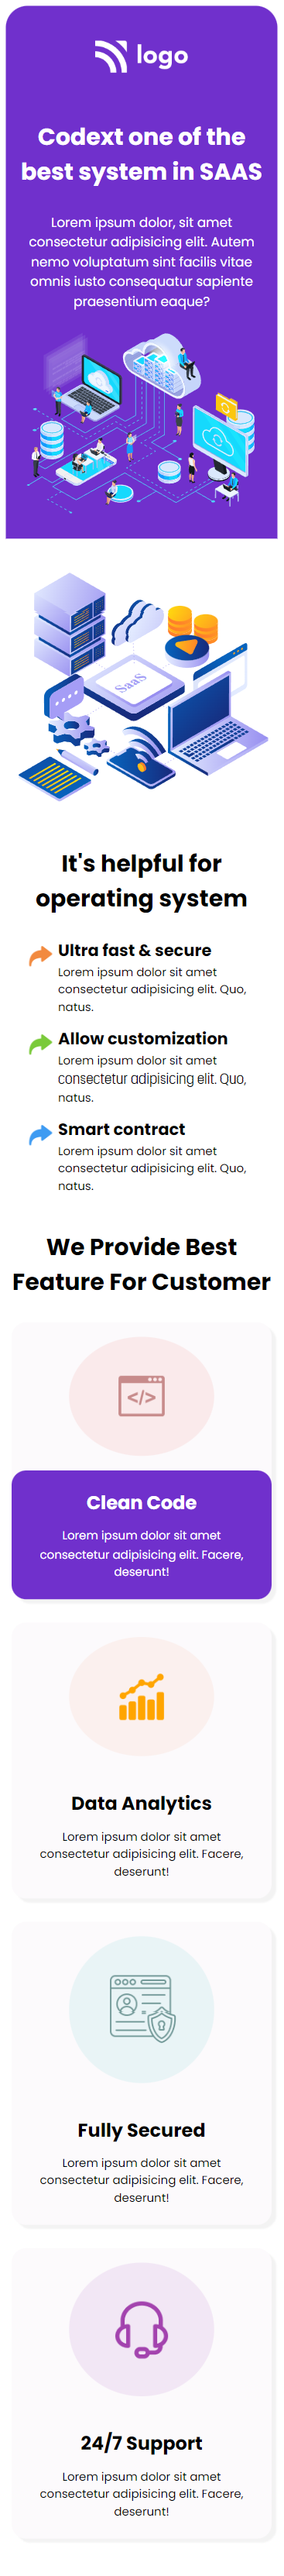 logo
Codext one of the
best system in SAAS
Lorem ipsum dolor, sit amet
consectetur adipisicing elit. Autem
nemo voluptatum sint facilis vitae
omnis iusto consequatur sapiente
praesentium eaque?
SaaS
It's helpful for
operating system
Ultra fast & secure
Lorem ipsum dolor sit amet
consectetur adipisicing elit. Quo,
natus.
Allow customization
Lorem ipsum dolor sit amet
consectetur adipisicing elit. Quo,
natus.
Smart contract
Lorem ipsum dolor sit amet
consectetur adipisicing elit. Quo,
natus.
We Provide Best
Feature For Customer
</>
Clean Code
Lorem ipsum dolor sit amet
consectetur adipisicing elit. Facere,
deserunt!
Data Analytics
Lorem ipsum dolor sit amet
consectetur adipisicing elit. Facere,
deserunt!
Fully Secured
Lorem ipsum dolor sit amet
consectetur adipisicing elit. Facere,
deserunt!
24/7 Support
Lorem ipsum dolor sit amet
consectetur adipisicing elit. Facere,
deserunt!